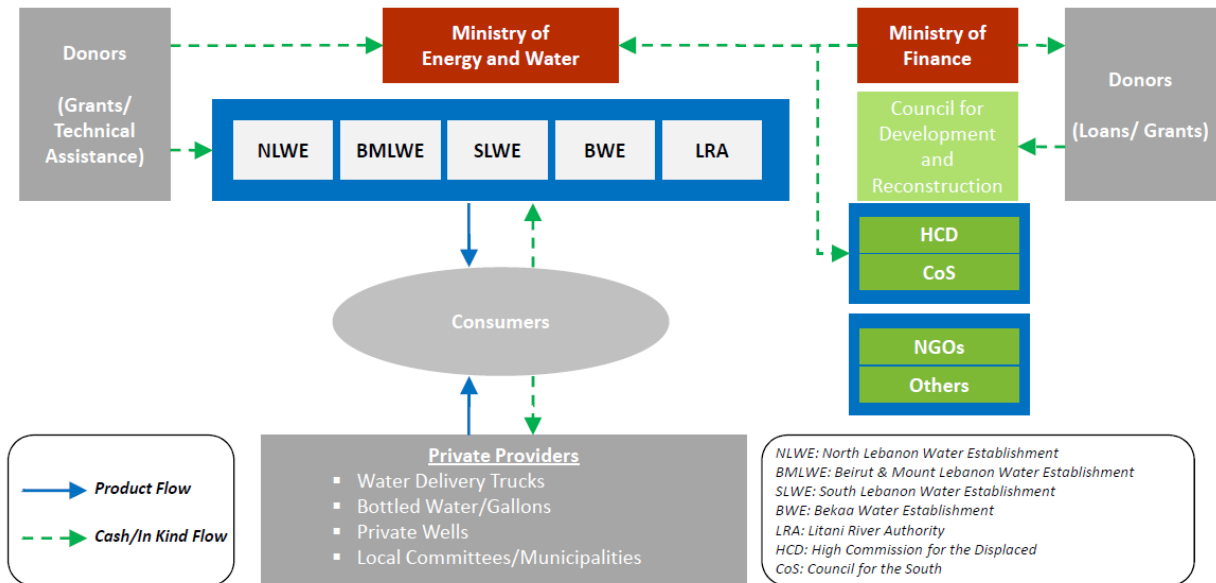 Donors
(Grants/
Technical
Assistance)
Ministry of
Energy and Water
Ministry of
Finance
Donors
(Loans/ Grants)
NLWE
BMLWE
SLWE
BWE
LRA
Council for
Development
and
Reconstruction
HCD
CoS
Consumers
NGOs
Others
Product Flow
Cash/In Kind Flow
Private Providers
▪ Water Delivery Trucks
▪ Bottled Water/Gallons
▪ Private Wells
▪ Local Committees/Municipalities
NLWE: North Lebanon Water Establishment
BMLWE: Beirut & Mount Lebanon Water Establishment
SLWE: South Lebanon Water Establishment
BWE: Bekaa Water Establishment
LRA: Litani River Authority
HCD: High Commission for the Displaced
CoS: Council for the South